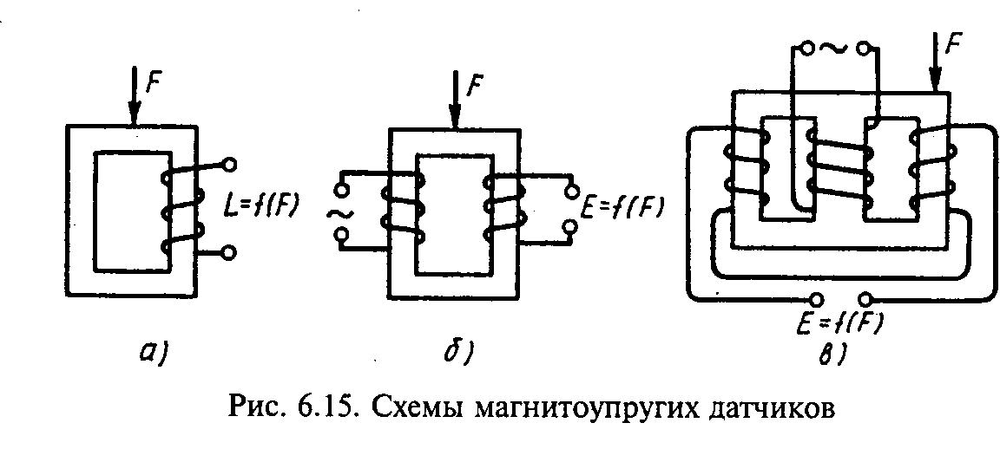 F
F
~
F
L=f(F)
~
E=f(F)
E=f(F)
а)
б)
в)
Рис. 6.15. Схемы магнитоупругих датчиков